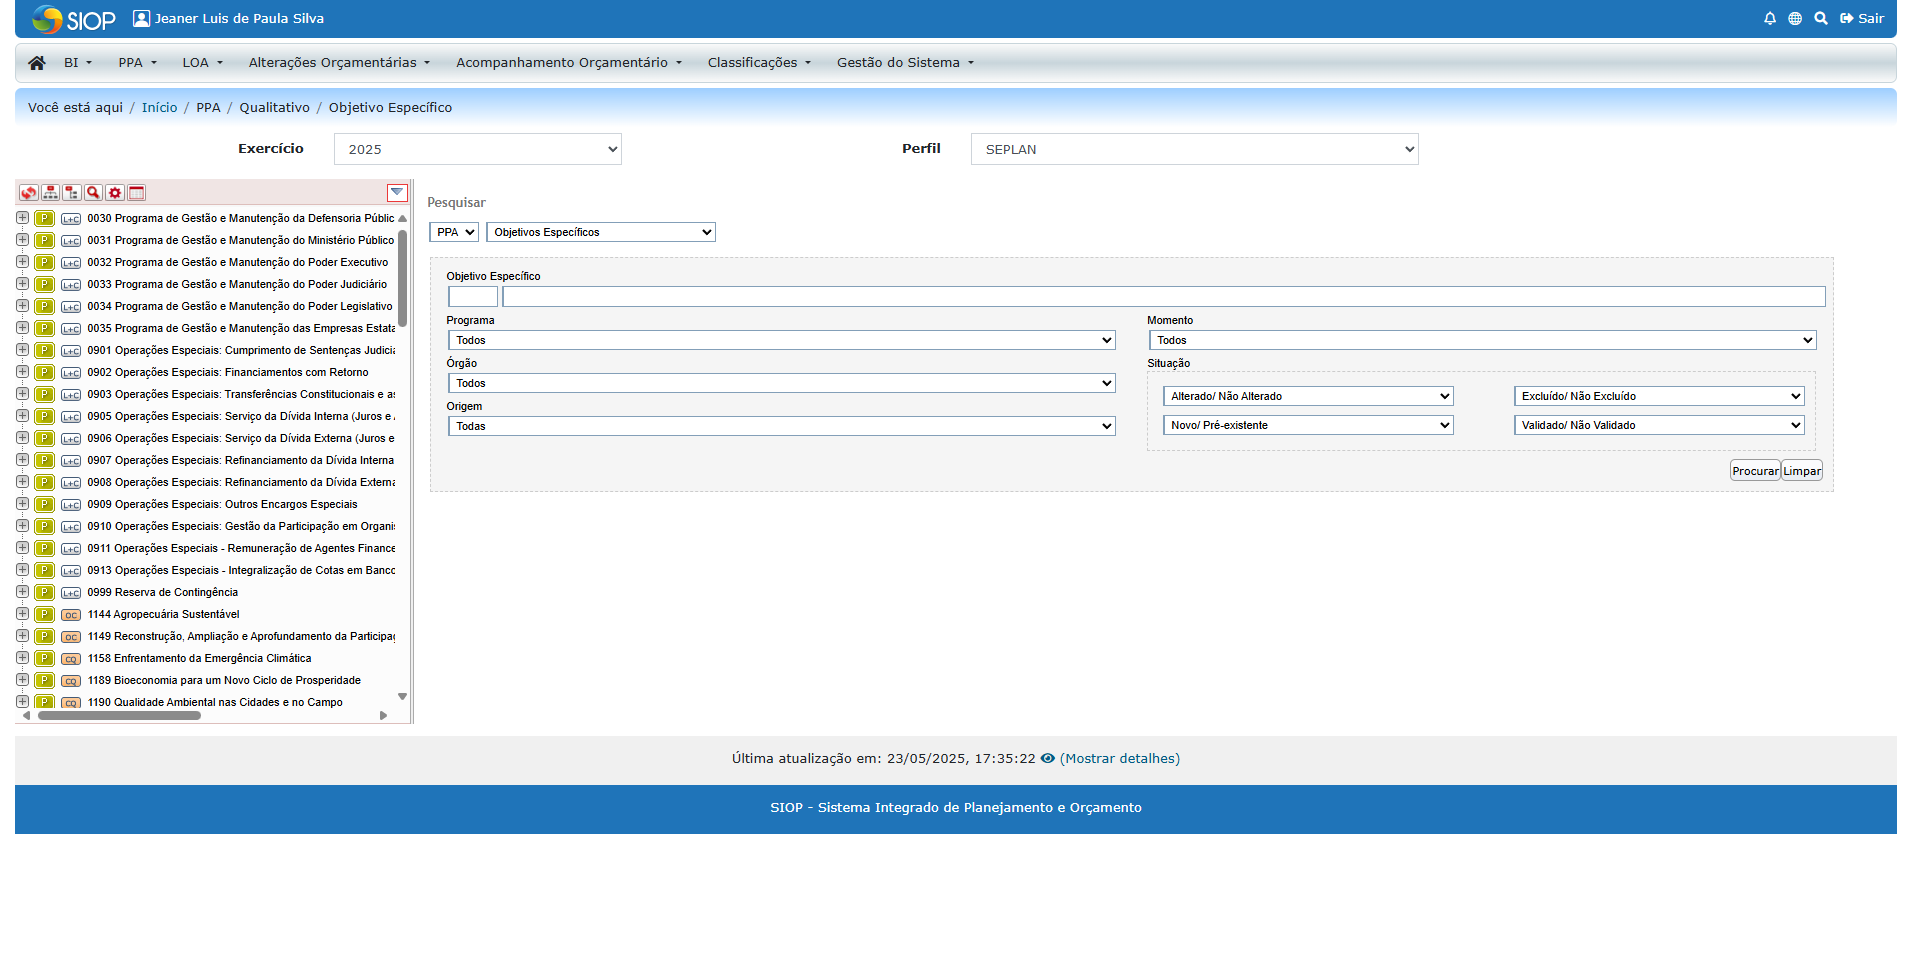 SIOP Jeaner Luis de Paula Silva Sair
BI PPA LOA Alterações Orçamentárias Acompanhamento Orçamentário Classificações Gestão do Sistema
Você está aqui / Início / PPA / Qualitativo / Objetivo Específico
Exercício 2025 Perfil SEPLAN
P L+C 0030 Programa de Gestão e Manutenção da Defensoria Públic
P L+C 0031 Programa de Gestão e Manutenção do Ministério Público
P L+C 0032 Programa de Gestão e Manutenção do Poder Executivo
P L+C 0033 Programa de Gestão e Manutenção do Poder Judiciário
P L+C 0034 Programa de Gestão e Manutenção do Poder Legislativo
P L+C 0035 Programa de Gestão e Manutenção das Empresas Estata
P L+C 0901 Operações Especiais: Cumprimento de Sentenças Judicia
P L+C 0902 Operações Especiais: Financiamentos com Retorno
P L+C 0903 Operações Especiais: Transferências Constitucionais e as
P L+C 0905 Operações Especiais: Serviço da Dívida Interna (Juros e
P L+C 0906 Operações Especiais: Serviço da Dívida Externa (Juros e
P L+C 0907 Operações Especiais: Refinanciamento da Dívida Interna
P L+C 0908 Operações Especiais: Refinanciamento da Dívida Externa
P L+C 0909 Operações Especiais: Outros Encargos Especiais
P L+C 0910 Operações Especiais: Gestão da Participação em Organis
P L+C 0911 Operações Especiais - Remuneração de Agentes Finance
P L+C 0913 Operações Especiais - Integralização de Cotas em Banco
P L+C 0999 Reserva de Contingência
P OC 1144 Agropecuária Sustentável
P OC 1149 Reconstrução, Ampliação e Aprofundamento da Participaç
P CQ 1158 Enfrentamento da Emergência Climática
P CQ 1189 Bioeconomia para um Novo Ciclo de Prosperidade
P CQ 1190 Qualidade Ambiental nas Cidades e no Campo
Pesquisar
PPA Objetivos Específicos
Objetivo Específico
Programa
Todos
Órgão
Todos
Origem
Todas
Momento
Todos
Situação
Alterado/ Não Alterado Excluído/ Não Excluído
Novo/ Pré-existente Validado/ Não Validado
Procurar Limpar
Última atualização em: 23/05/2025, 17:35:22 (Mostrar detalhes)
SIOP - Sistema Integrado de Planejamento e Orçamento